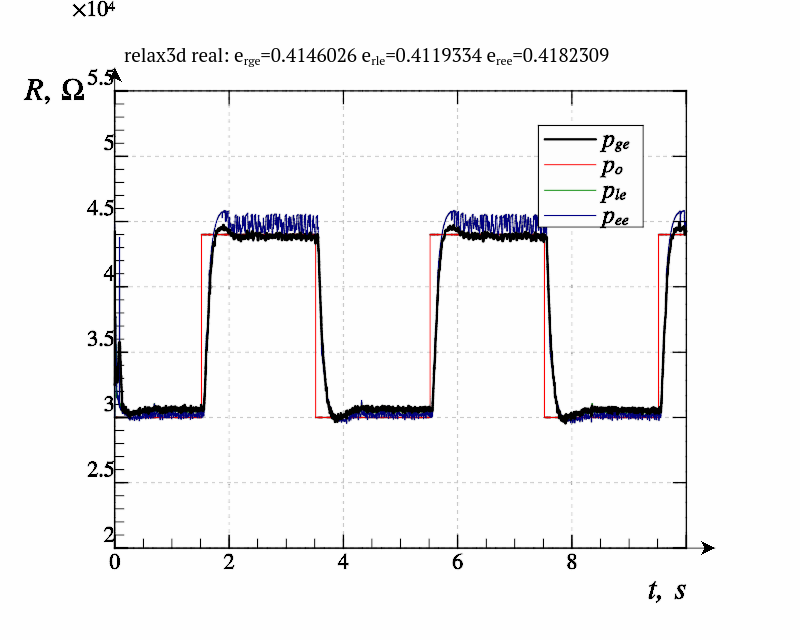 ×10⁴
relax3d real: e_rge=0.4146026 e_rle=0.4119334 e_ree=0.4182309
R, Ω
5.5
5
4.5
4
3.5
3
2.5
2
p_ge
p_o
p_le
p_ee
0 2 4 6 8
t, s